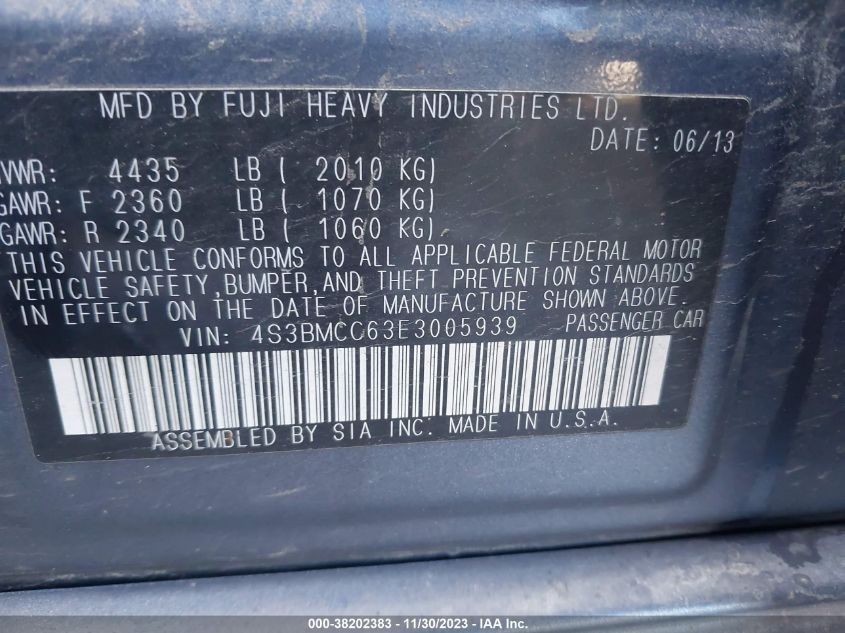 MFD BY FUJI HEAVY INDUSTRIES LTD.
DATE: 06/13
VWR: 4435 LB ( 2010 KG)
GAWR: F 2360 LB ( 1070 KG)
GAWR: R 2340 LB ( 1060 KG)
THIS VEHICLE CONFORMS TO ALL APPLICABLE FEDERAL MOTOR
VEHICLE SAFETY, BUMPER, AND THEFT PREVENTION STANDARDS
IN EFFECT ON THE DATE OF MANUFACTURE SHOWN ABOVE.
VIN: 4S3BMCC63E3005939 PASSENGER CAR
ASSEMBLED BY SIA INC. MADE IN U.S.A.
000-38202383 - 11/30/2023 - IAA Inc.